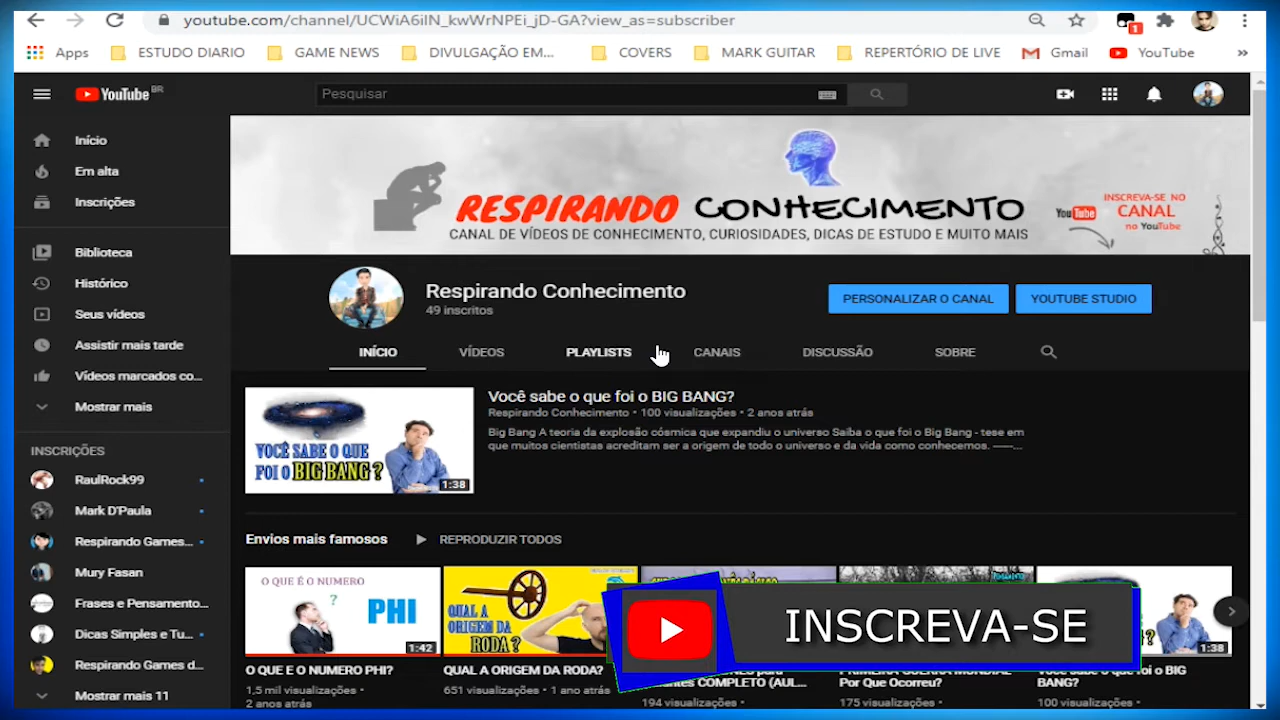 youtube.com/channel/UCWiA6ilN_kwWrNPEi_jD-GA?view_as=subscriber
1
Apps ESTUDO DIARIO GAME NEWS DIVULGAÇÃO EM... COVERS MARK GUITAR REPERTÓRIO DE LIVE Gmail YouTube »
YouTube BR
Pesquisar
Início
Em alta
Inscrições
Biblioteca
Histórico
Seus vídeos
Assistir mais tarde
Vídeos marcados co...
Mostrar mais
INSCRIÇÕES
RaulRock99
Mark D'Paula
Respirando Games...
Mury Fasan
Frases e Pensamento...
Dicas Simples e Tu...
Respirando Games d...
Mostrar mais 11
RESPIRANDO CONHECIMENTO
CANAL DE VÍDEOS DE CONHECIMENTO, CURIOSIDADES, DICAS DE ESTUDO E MUITO MAIS
INSCREVA-SE NO
YouTube CANAL
no YouTube
Respirando Conhecimento
49 inscritos
PERSONALIZAR O CANAL YOUTUBE STUDIO
INÍCIO VÍDEOS PLAYLISTS CANAIS DISCUSSÃO SOBRE
VOCÊ SABE O QUE
FOI O BIG BANG?
1:38
Você sabe o que foi o BIG BANG?
Respirando Conhecimento • 100 visualizações • 2 anos atrás
Big Bang A teoria da explosão cósmica que expandiu o universo Saiba o que foi o Big Bang - tese em
que muitos cientistas acreditam ser a origem de todo o universo e da vida como conhecemos. ——...
Envios mais famosos REPRODUZIR TODOS
O QUE É O NUMERO
?
PHI
1:42
O QUE E O NUMERO PHI?
1,5 mil visualizações •
2 anos atrás
QUAL A
ORIGEM DA
RODA?
QUAL A ORIGEM DA RODA?
651 visualizações • 1 ano atrás
COMPLETO (AUL...
194 visualizações •
Por Que Ocorreu?
175 visualizações •
1:38
Você sabe o que foi o BIG
BANG?
100 visualizações •
INSCREVA-SE